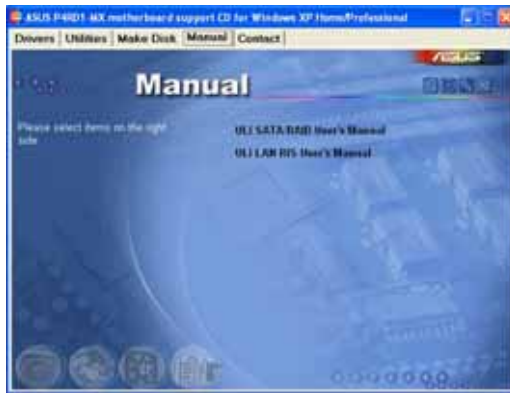 ASUS P4RD1-MX motherboard support CD for Windows XP Home/Professional
Drivers Utilities Make Disk Manual Contact
ASUS
Manual
Please select items on the right side
ULI SATA RAID User's Manual
ULI LAN RIS User's Manual